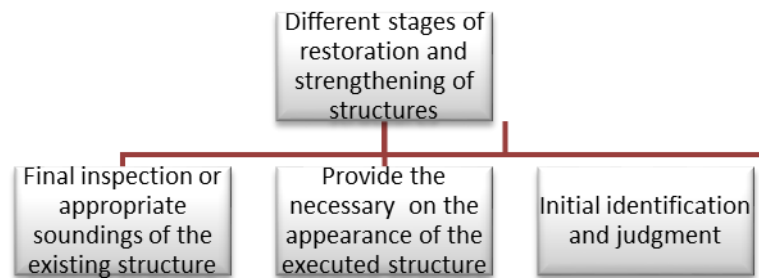 Different stages of
restoration and
strengthening of
structures
Final inspection or
appropriate
soundings of the
existing structure
Provide the
necessary on the
appearance of the
executed structure
Initial identification
and judgment